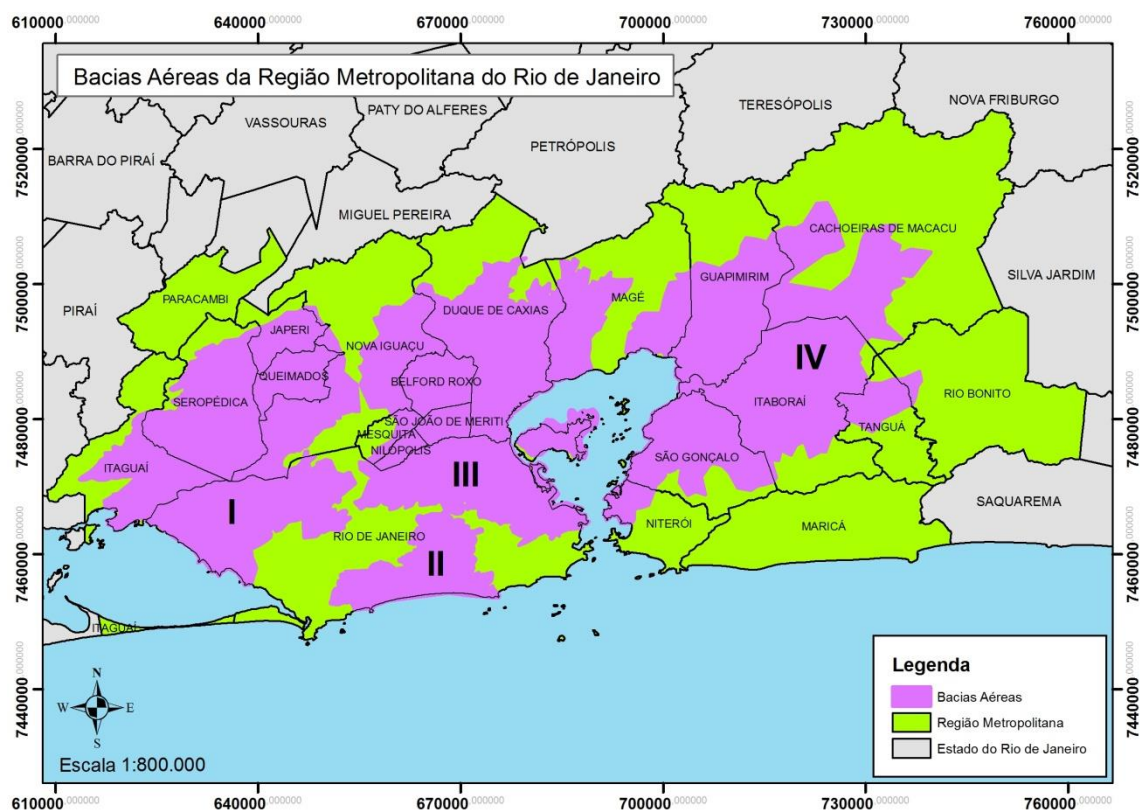 610000,000000 640000,000000 670000,000000 700000,000000 730000,000000 760000,000000
Bacias Aéreas da Região Metropolitana do Rio de Janeiro
PATY DO ALFERES
TERESÓPOLIS
NOVA FRIBURGO
VASSOURAS
7520000,000000
BARRA DO PIRAÍ
PETRÓPOLIS
7520000,000000
MIGUEL PEREIRA
CACHOEIRAS DE MACACU
GUAPIMIRIM
SILVA JARDIM
7500000,000000
PARACAMBI
MAGÉ
7500000,000000
PIRAÍ
DUQUE DE CAXIAS
JAPERI
NOVA IGUAÇU
IV
QUEIMADOS
BELFORD ROXO
RIO BONITO
SEROPÉDICA
ITABORAÍ
7480000,000000
SÃO JOÃO DE MERITI
TANGUÁ
7480000,000000
MESQUITA
NILÓPOLIS
ITAGUAÍ
III
SÃO GONÇALO
SAQUAREMA
I
NITERÓI
MARICÁ
RIO DE JANEIRO
7460000,000000
II
7460000,000000
ITAGUAÍ
Legenda
N
Bacias Aéreas
7440000,000000
W E
Região Metropolitana
7440000,000000
S
Estado do Rio de Janeiro
Escala 1:800.000
610000,000000 640000,000000 670000,000000 700000,000000 730000,000000 760000,000000